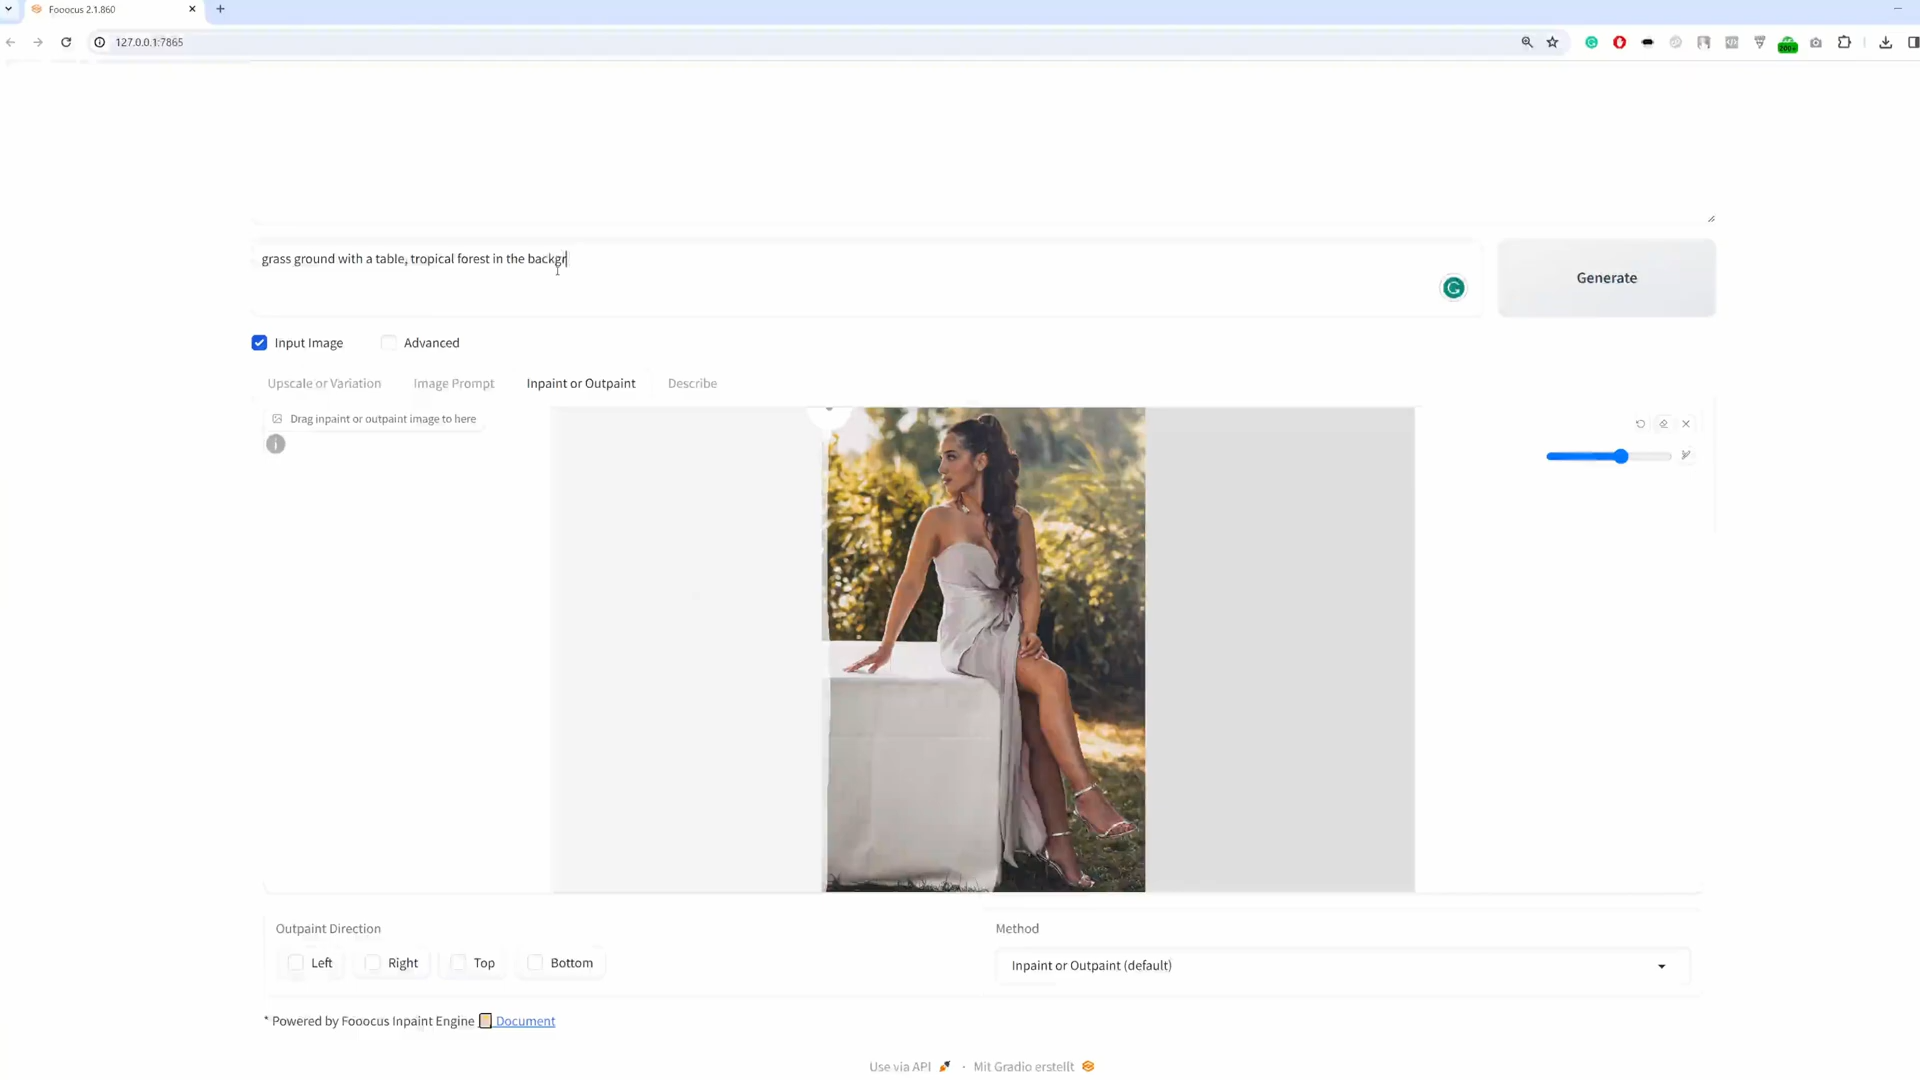 Fooocus 2.1.860
127.0.0.1:7865
200+
grass ground with a table, tropical forest in the backgr
Generate
Input Image
Advanced
Upscale or Variation
Image Prompt
Inpaint or Outpaint
Describe
Drag inpaint or outpaint image to here
Outpaint Direction
Method
Left
Right
Top
Bottom
Inpaint or Outpaint (default)
* Powered by Fooocus Inpaint Engine 📔 Document
Use via API 🚀 · Mit Gradio erstellt